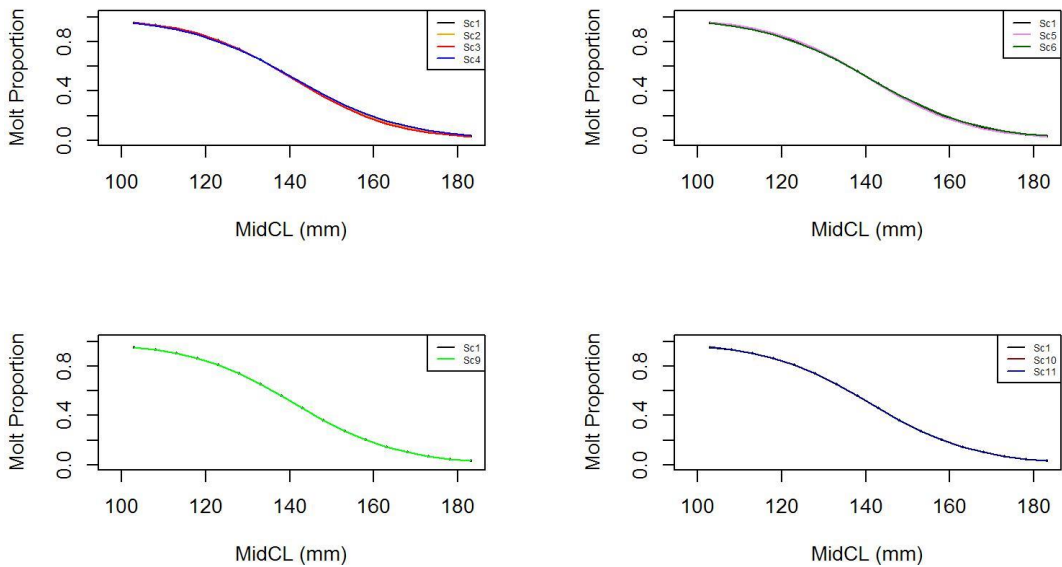 Molt Proportion
0.0 0.4 0.8
Sc1
Sc2
Sc3
Sc4
100 120 140 160 180
MidCL (mm)
Molt Proportion
0.0 0.4 0.8
Sc1
Sc5
Sc6
100 120 140 160 180
MidCL (mm)
Molt Proportion
0.0 0.4 0.8
Sc1
Sc9
100 120 140 160 180
MidCL (mm)
Molt Proportion
0.0 0.4 0.8
Sc1
Sc10
Sc11
100 120 140 160 180
MidCL (mm)